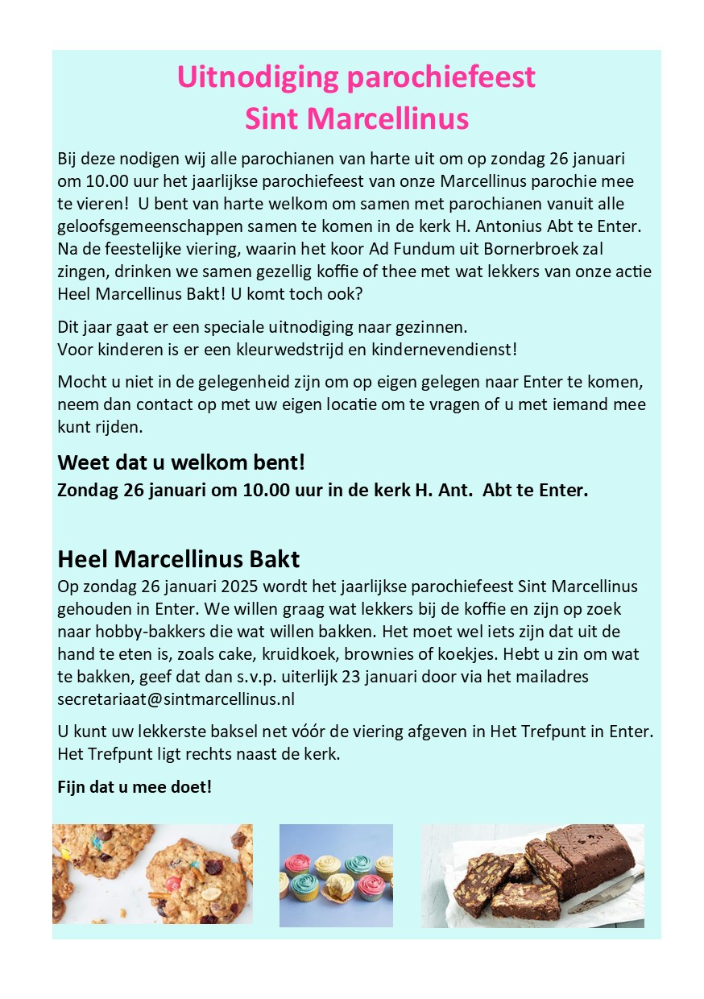 Uitnodiging parochiefeest
Sint Marcellinus
Bij deze nodigen wij alle parochianen van harte uit om op zondag 26 januari
om 10.00 uur het jaarlijkse parochiefeest van onze Marcellinus parochie mee
te vieren!  U bent van harte welkom om samen met parochianen vanuit alle
geloofsgemeenschappen samen te komen in de kerk H. Antonius Abt te Enter.
Na de feestelijke viering, waarin het koor Ad Fundum uit Bornerbroek zal
zingen, drinken we samen gezellig koffie of thee met wat lekkers van onze actie
Heel Marcellinus Bakt! U komt toch ook?
Dit jaar gaat er een speciale uitnodiging naar gezinnen.
Voor kinderen is er een kleurwedstrijd en kindernevendienst!
Mocht u niet in de gelegenheid zijn om op eigen gelegen naar Enter te komen,
neem dan contact op met uw eigen locatie om te vragen of u met iemand mee
kunt rijden.
Weet dat u welkom bent!
Zondag 26 januari om 10.00 uur in de kerk H. Ant.  Abt te Enter.
Heel Marcellinus Bakt
Op zondag 26 januari 2025 wordt het jaarlijkse parochiefeest Sint Marcellinus
gehouden in Enter. We willen graag wat lekkers bij de koffie en zijn op zoek
naar hobby-bakkers die wat willen bakken. Het moet wel iets zijn dat uit de
hand te eten is, zoals cake, kruidkoek, brownies of koekjes. Hebt u zin om wat
te bakken, geef dat dan s.v.p. uiterlijk 23 januari door via het mailadres
secretariaat@sintmarcellinus.nl
U kunt uw lekkerste baksel net vóór de viering afgeven in Het Trefpunt in Enter.
Het Trefpunt ligt rechts naast de kerk.
Fijn dat u mee doet!